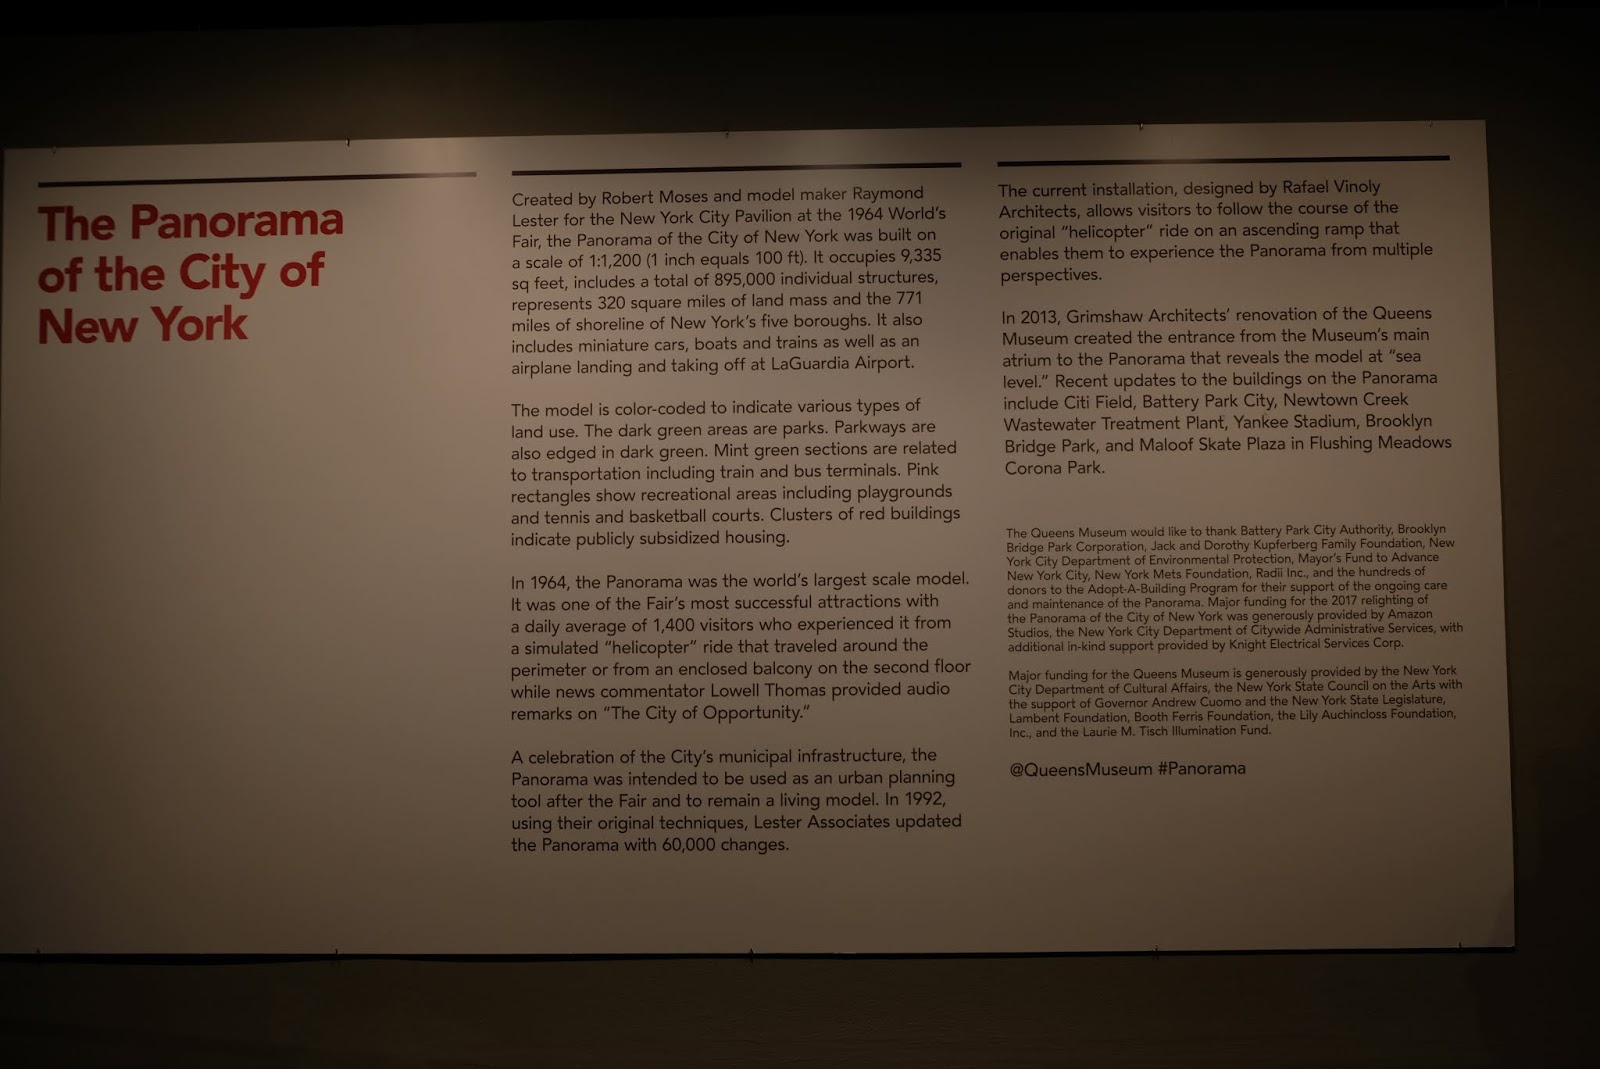 The Panorama
of the City of
New York
Created by Robert Moses and model maker Raymond
Lester for the New York City Pavilion at the 1964 World's
Fair, the Panorama of the City of New York was built on
a scale of 1:1,200 (1 inch equals 100 ft). It occupies 9,335
sq feet, includes a total of 895,000 individual structures,
represents 320 square miles of land mass and the 771
miles of shoreline of New York's five boroughs. It also
includes miniature cars, boats and trains as well as an
airplane landing and taking off at LaGuardia Airport.
The model is color-coded to indicate various types of
land use. The dark green areas are parks. Parkways are
also edged in dark green. Mint green sections are related
to transportation including train and bus terminals. Pink
rectangles show recreational areas including playgrounds
and tennis and basketball courts. Clusters of red buildings
indicate publicly subsidized housing.
In 1964, the Panorama was the world's largest scale model.
It was one of the Fair's most successful attractions with
a daily average of 1,400 visitors who experienced it from
a simulated "helicopter" ride that traveled around the
perimeter or from an enclosed balcony on the second floor
while news commentator Lowell Thomas provided audio
remarks on "The City of Opportunity."
A celebration of the City's municipal infrastructure, the
Panorama was intended to be used as an urban planning
tool after the Fair and to remain a living model. In 1992,
using their original techniques, Lester Associates updated
the Panorama with 60,000 changes.
The current installation, designed by Rafael Vinoly
Architects, allows visitors to follow the course of the
original "helicopter" ride on an ascending ramp that
enables them to experience the Panorama from multiple
perspectives.
In 2013, Grimshaw Architects' renovation of the Queens
Museum created the entrance from the Museum's main
atrium to the Panorama that reveals the model at "sea
level." Recent updates to the buildings on the Panorama
include Citi Field, Battery Park City, Newtown Creek
Wastewater Treatment Plant, Yankee Stadium, Brooklyn
Bridge Park, and Maloof Skate Plaza in Flushing Meadows
Corona Park.
The Queens Museum would like to thank Battery Park City Authority, Brooklyn
Bridge Park Corporation, Jack and Dorothy Kupferberg Family Foundation, New
York City Department of Environmental Protection, Mayor's Fund to Advance
New York City, New York Mets Foundation, Radii Inc., and the hundreds of
donors to the Adopt-A-Building Program for their support of the ongoing care
and maintenance of the Panorama. Major funding for the 2017 relighting of
the Panorama of the City of New York was generously provided by Amazon
Studios, the New York City Department of Citywide Administrative Services, with
additional in-kind support provided by Knight Electrical Services Corp.
Major funding for the Queens Museum is generously provided by the New York
City Department of Cultural Affairs, the New York State Council on the Arts with
the support of Governor Andrew Cuomo and the New York State Legislature,
Lambent Foundation, Booth Ferris Foundation, the Lily Auchincloss Foundation,
Inc., and the Laurie M. Tisch Illumination Fund.
@QueensMuseum #Panorama